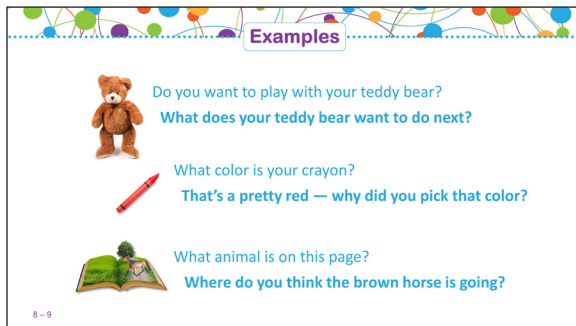 Examples
Do you want to play with your teddy bear?
What does your teddy bear want to do next?
What color is your crayon?
That's a pretty red — why did you pick that color?
What animal is on this page?
Where do you think the brown horse is going?
8 – 9